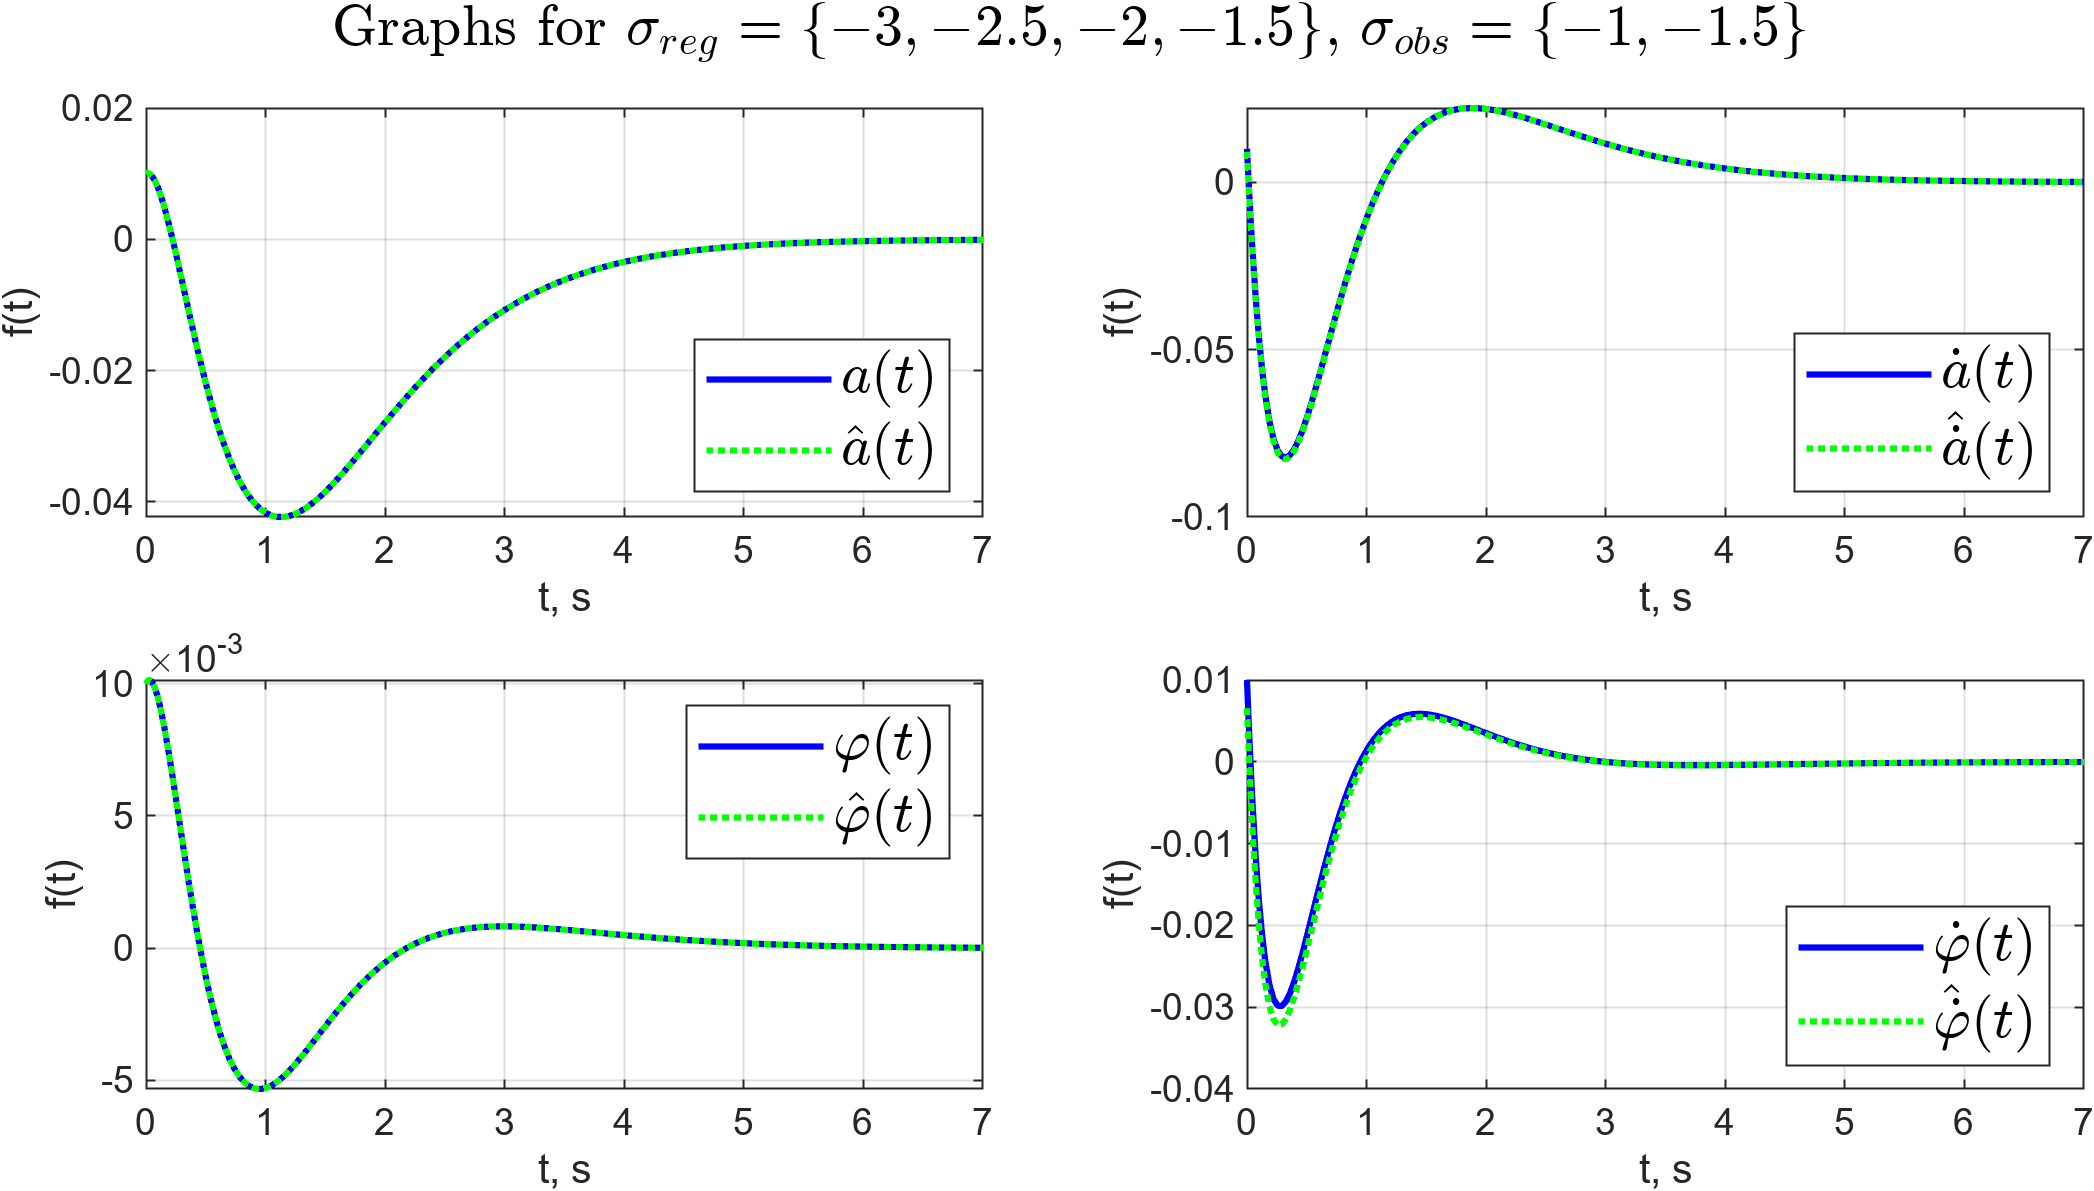 Graphs for σ_reg = {−3, −2.5, −2, −1.5}, σ_obs = {−1, −1.5}
0.02
0
-0.02
-0.04
f(t)
0 1 2 3 4 5 6 7
t, s
a(t)
â(t)
0
-0.05
-0.1
f(t)
0 1 2 3 4 5 6 7
t, s
ȧ(t)
ȧ̂(t)
×10⁻³
10
5
0
-5
f(t)
0 1 2 3 4 5 6 7
t, s
φ(t)
φ̂(t)
0.01
0
-0.01
-0.02
-0.03
-0.04
f(t)
0 1 2 3 4 5 6 7
t, s
φ̇(t)
φ̇̂(t)